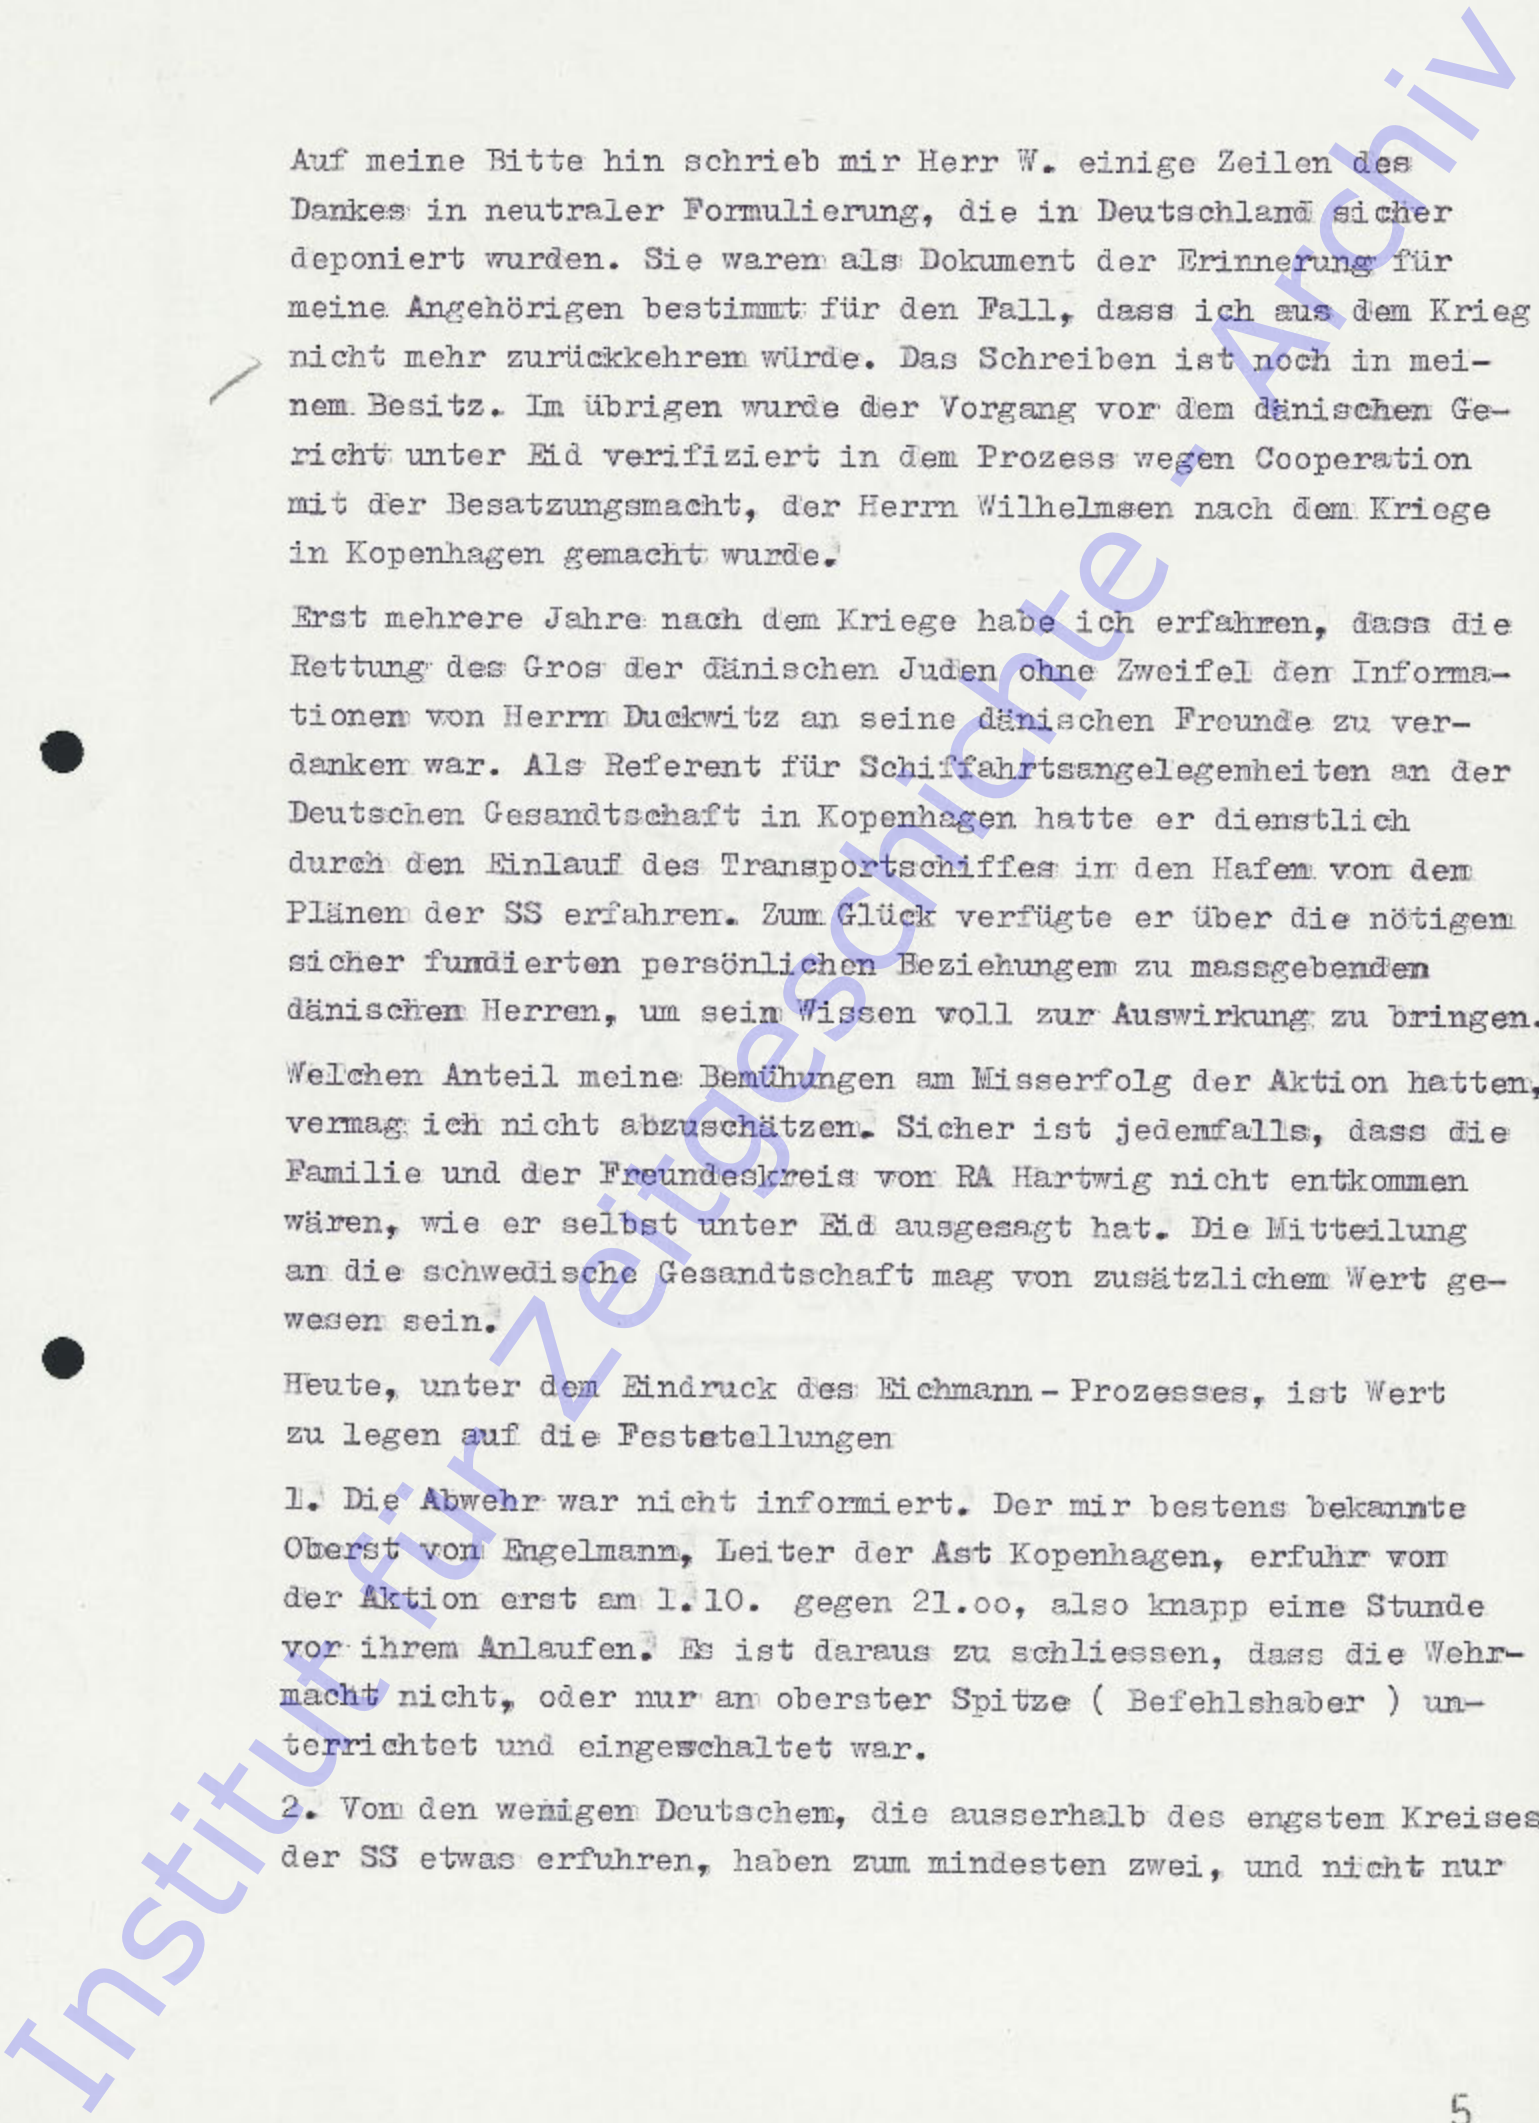 Auf meine Bitte hin schrieb mir Herr W. einige Zeilen des
Dankes in neutraler Formulierung, die in Deutschland sicher
deponiert wurden. Sie waren als Dokument der Erinnerung für
meine Angehörigen bestimmt für den Fall, dass ich aus dem Krieg
nicht mehr zurückkehren würde. Das Schreiben ist noch in mei-
nem Besitz. Im übrigen wurde der Vorgang vor dem dänischen Ge-
richt unter Eid verifiziert in dem Prozess wegen Cooperation
mit der Besatzungsmacht, der Herrn Wilhelmsen nach dem Kriege
in Kopenhagen gemacht wurde.
Erst mehrere Jahre nach dem Kriege habe ich erfahren, dass die
Rettung des Gros der dänischen Juden ohne Zweifel den Informa-
tionen von Herrn Duckwitz an seine dänischen Freunde zu ver-
danken war. Als Referent für Schiffahrtsangelegenheiten an der
Deutschen Gesandtschaft in Kopenhagen hatte er dienstlich
durch den Einlauf des Transportschiffes in den Hafen von den
Plänen der SS erfahren. Zum Glück verfügte er über die nötigen
sicher fundierten persönlichen Beziehungen zu massgebenden
dänischen Herren, um sein Wissen voll zur Auswirkung zu bringen.
Welchen Anteil meine Bemühungen am Misserfolg der Aktion hatten,
vermag ich nicht abzuschätzen. Sicher ist jedenfalls, dass die
Familie und der Freundeskreis von RA Hartwig nicht entkommen
wären, wie er selbst unter Eid ausgesagt hat. Die Mitteilung
an die schwedische Gesandtschaft mag von zusätzlichem Wert ge-
wesen sein.
Heute, unter dem Eindruck des Eichmann - Prozesses, ist Wert
zu legen auf die Feststellungen
1. Die Abwehr war nicht informiert. Der mir bestens bekannte
Oberst von Engelmann, Leiter der Ast Kopenhagen, erfuhr von
der Aktion erst am 1.10. gegen 21.oo, also knapp eine Stunde
vor ihrem Anlaufen. Es ist daraus zu schliessen, dass die Wehr-
macht nicht, oder nur an oberster Spitze ( Befehlshaber ) un-
terrichtet und eingeschaltet war.
2. Von den wenigen Deutschen, die ausserhalb des engsten Kreises
der SS etwas erfuhren, haben zum mindesten zwei, und nicht nur
5
Institut für Zeitgeschichte - Archiv